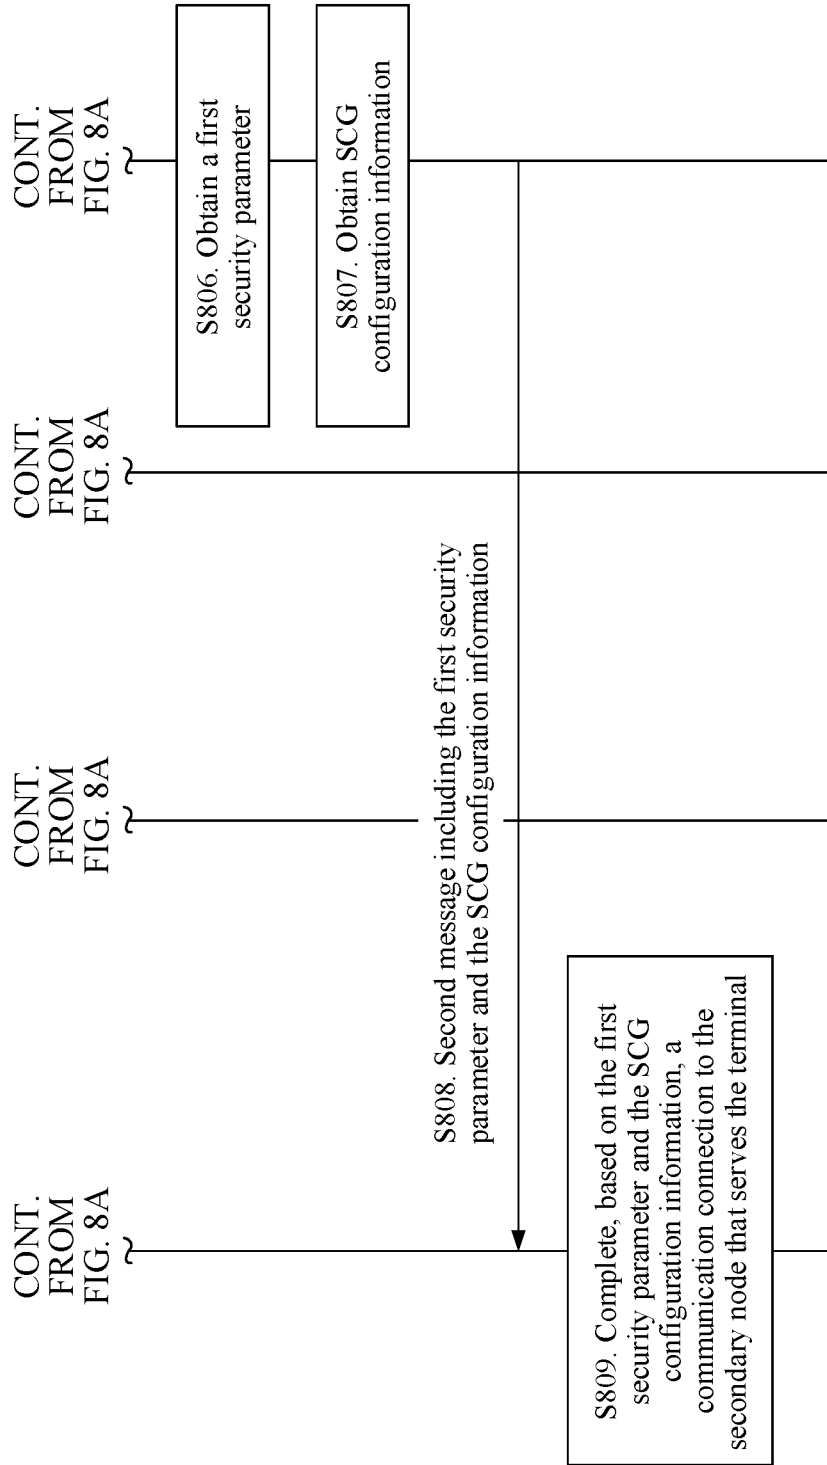 CONT.
FROM
FIG. 8A
CONT.
FROM
FIG. 8A
CONT.
FROM
FIG. 8A
CONT.
FROM
FIG. 8A
S806. Obtain a first
security parameter
S807. Obtain SCG
configuration information
S808. Second message including the first security
parameter and the SCG configuration information
S809. Complete, based on the first
security parameter and the SCG
configuration information, a
communication connection to the
secondary node that serves the terminal